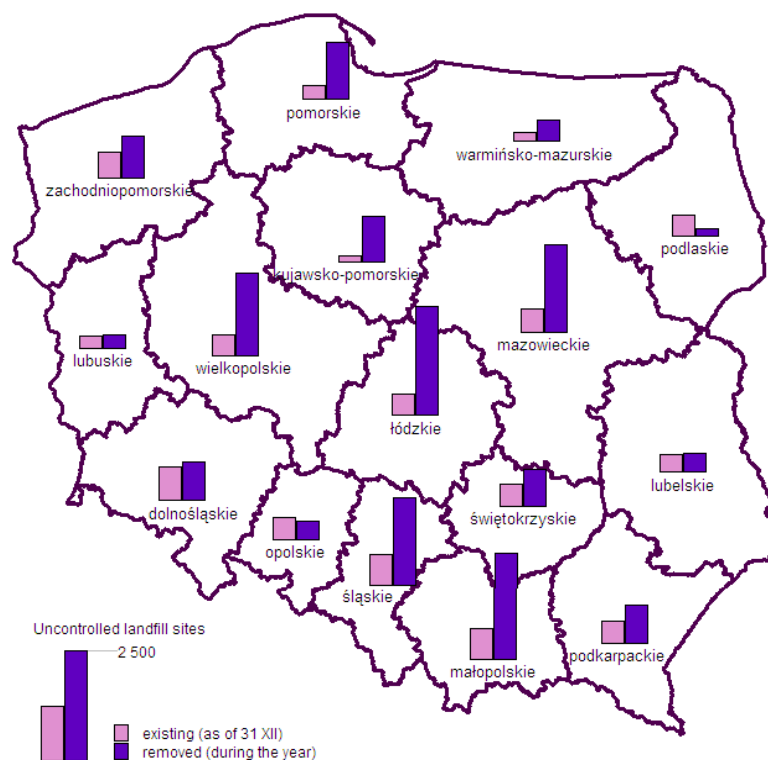 pomorskie
warmińsko-mazurskie
zachodniopomorskie
podlaskie
kujawsko-pomorskie
mazowieckie
lubuskie
wielkopolskie
łódzkie
lubelskie
dolnośląskie
świętokrzyskie
opolskie
śląskie
podkarpackie
małopolskie
Uncontrolled landfill sites
2 500
existing (as of 31 XII)
removed (during the year)